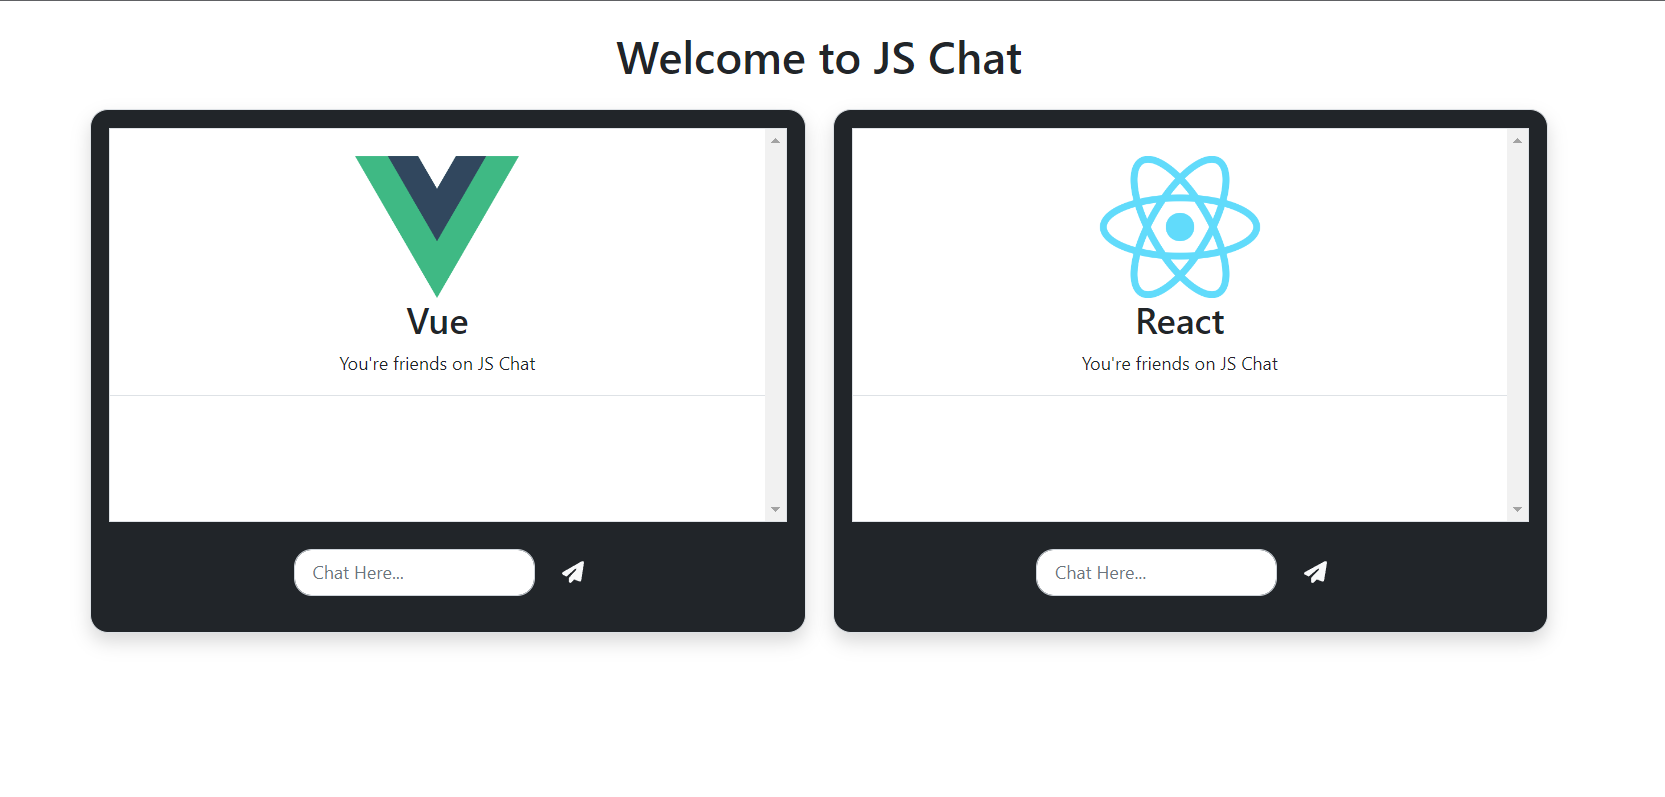 Welcome to JS Chat
Vue
You're friends on JS Chat
Chat Here...
React
You're friends on JS Chat
Chat Here...